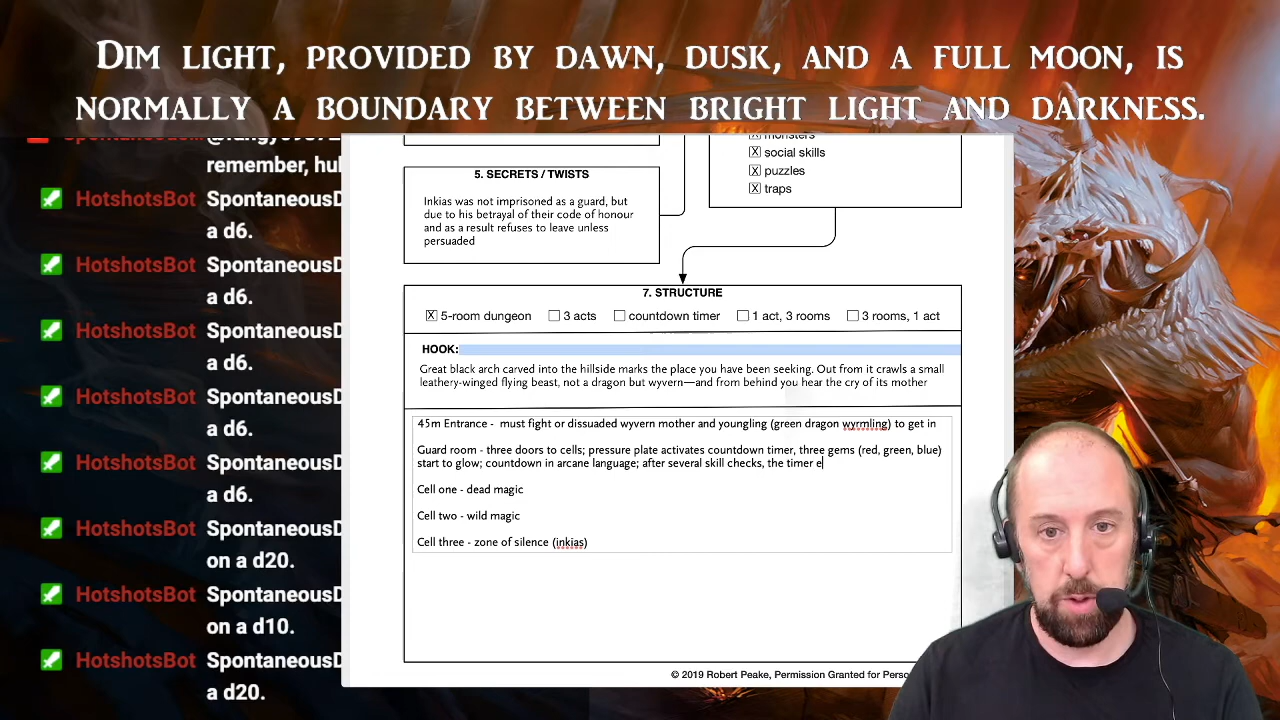 Dim light, provided by dawn, dusk, and a full moon, is
normally a boundary between bright light and darkness.
remember,
HotshotsBot
a d6.
HotshotsBot
a d6.
HotshotsBot
a d6.
HotshotsBot
a d6.
HotshotsBot
a d6.
HotshotsBot
on a d20.
HotshotsBot
on a d10.
HotshotsBot
a d20.
monsters
☒ social skills
☒ puzzles
☒ traps
5. SECRETS / TWISTS
Inkias was not imprisoned as a guard, but
due to his betrayal of their code of honour
and as a result refuses to leave unless
persuaded
7. STRUCTURE
☒ 5-room dungeon ☐ 3 acts ☐ countdown timer ☐ 1 act, 3 rooms ☐ 3 rooms, 1 act
HOOK:
Great black arch carved into the hillside marks the place you have been seeking. Out from it crawls a small
leathery-winged flying beast, not a dragon but wyvern—and from behind you hear the cry of its mother
45m Entrance - must fight or dissuaded wyvern mother and youngling (green dragon wyrmling) to get in
Guard room - three doors to cells; pressure plate activates countdown timer, three gems (red, green, blue)
start to glow; countdown in arcane language; after several skill checks, the timer e
Cell one - dead magic
Cell two - wild magic
Cell three - zone of silence (inkias)
© 2019 Robert Peake, Permission Granted for